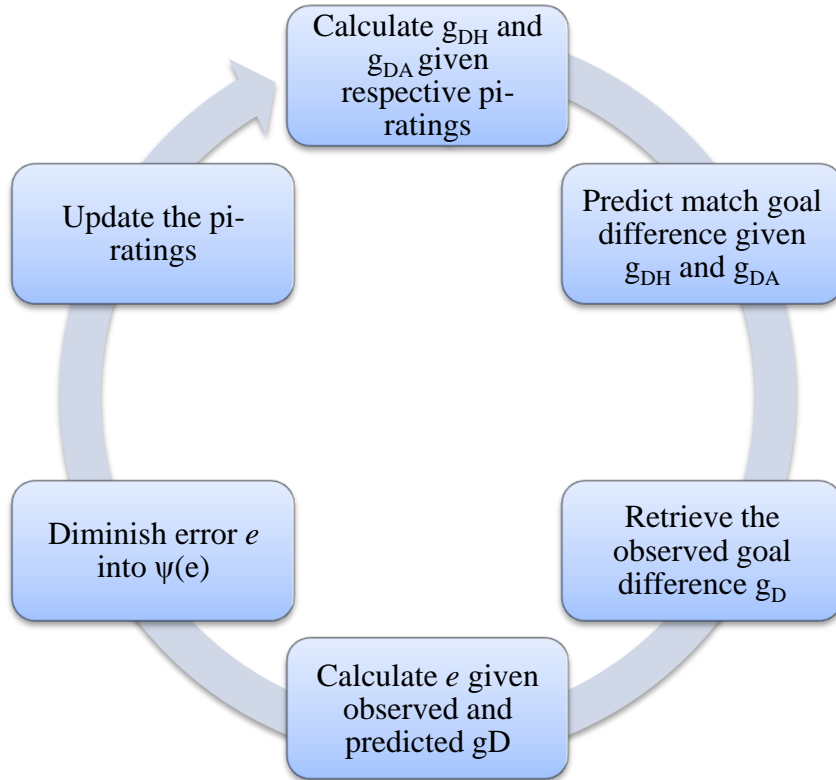 Calculate g_DH and
g_DA given
respective pi-
ratings
Predict match goal
difference given
g_DH and g_DA
Retrieve the
observed goal
difference g_D
Calculate e given
observed and
predicted gD
Diminish error e
into ψ(e)
Update the pi-
ratings